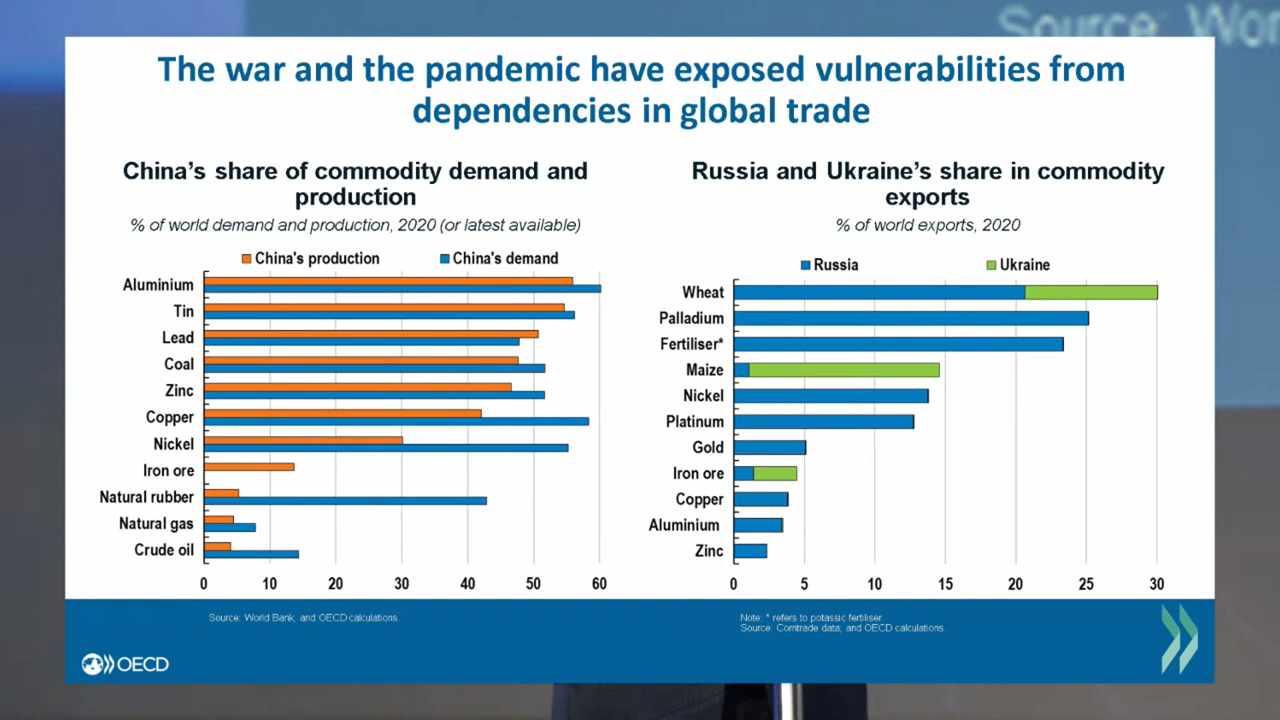 Source: Wor
The war and the pandemic have exposed vulnerabilities from
dependencies in global trade
China's share of commodity demand and
production
% of world demand and production, 2020 (or latest available)
China's production
China's demand
Aluminium
Tin
Lead
Coal
Zinc
Copper
Nickel
Iron ore
Natural rubber
Natural gas
Crude oil
0 10 20 30 40 50 60
Source: World Bank; and OECD calculations.
Russia and Ukraine's share in commodity
exports
% of world exports, 2020
Russia
Ukraine
Wheat
Palladium
Fertiliser*
Maize
Nickel
Platinum
Gold
Iron ore
Copper
Aluminium
Zinc
0 5 10 15 20 25 30
Note: * refers to potassic fertiliser
Source: Comtrade data; and OECD calculations.
OECD